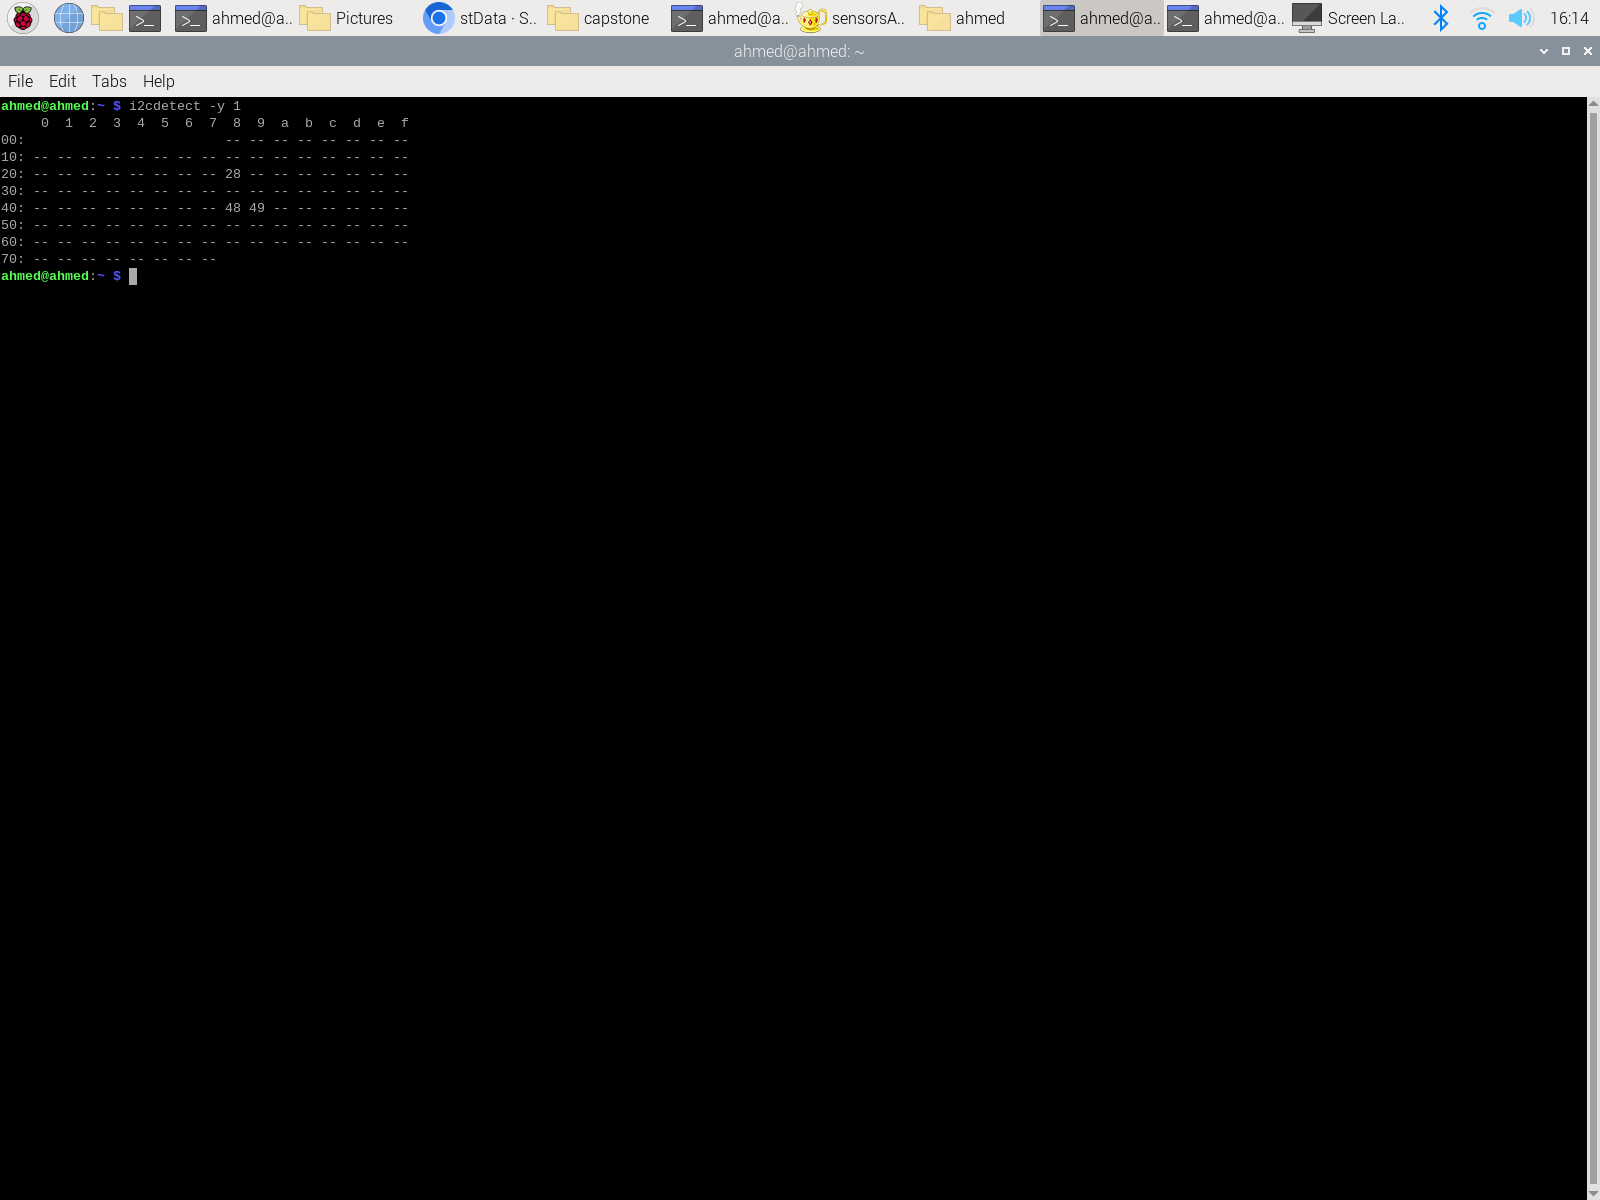 ahmed@a.. Pictures stData · S.. capstone ahmed@a.. sensorsA.. ahmed ahmed@a.. ahmed@a.. Screen La.. 16:14
ahmed@ahmed: ~
File Edit Tabs Help
ahmed@ahmed:~ $ i2cdetect -y 1
     0  1  2  3  4  5  6  7  8  9  a  b  c  d  e  f
00:                         -- -- -- -- -- -- -- --
10: -- -- -- -- -- -- -- -- -- -- -- -- -- -- -- --
20: -- -- -- -- -- -- -- -- 28 -- -- -- -- -- -- --
30: -- -- -- -- -- -- -- -- -- -- -- -- -- -- -- --
40: -- -- -- -- -- -- -- -- 48 49 -- -- -- -- -- --
50: -- -- -- -- -- -- -- -- -- -- -- -- -- -- -- --
60: -- -- -- -- -- -- -- -- -- -- -- -- -- -- -- --
70: -- -- -- -- -- -- -- --
ahmed@ahmed:~ $